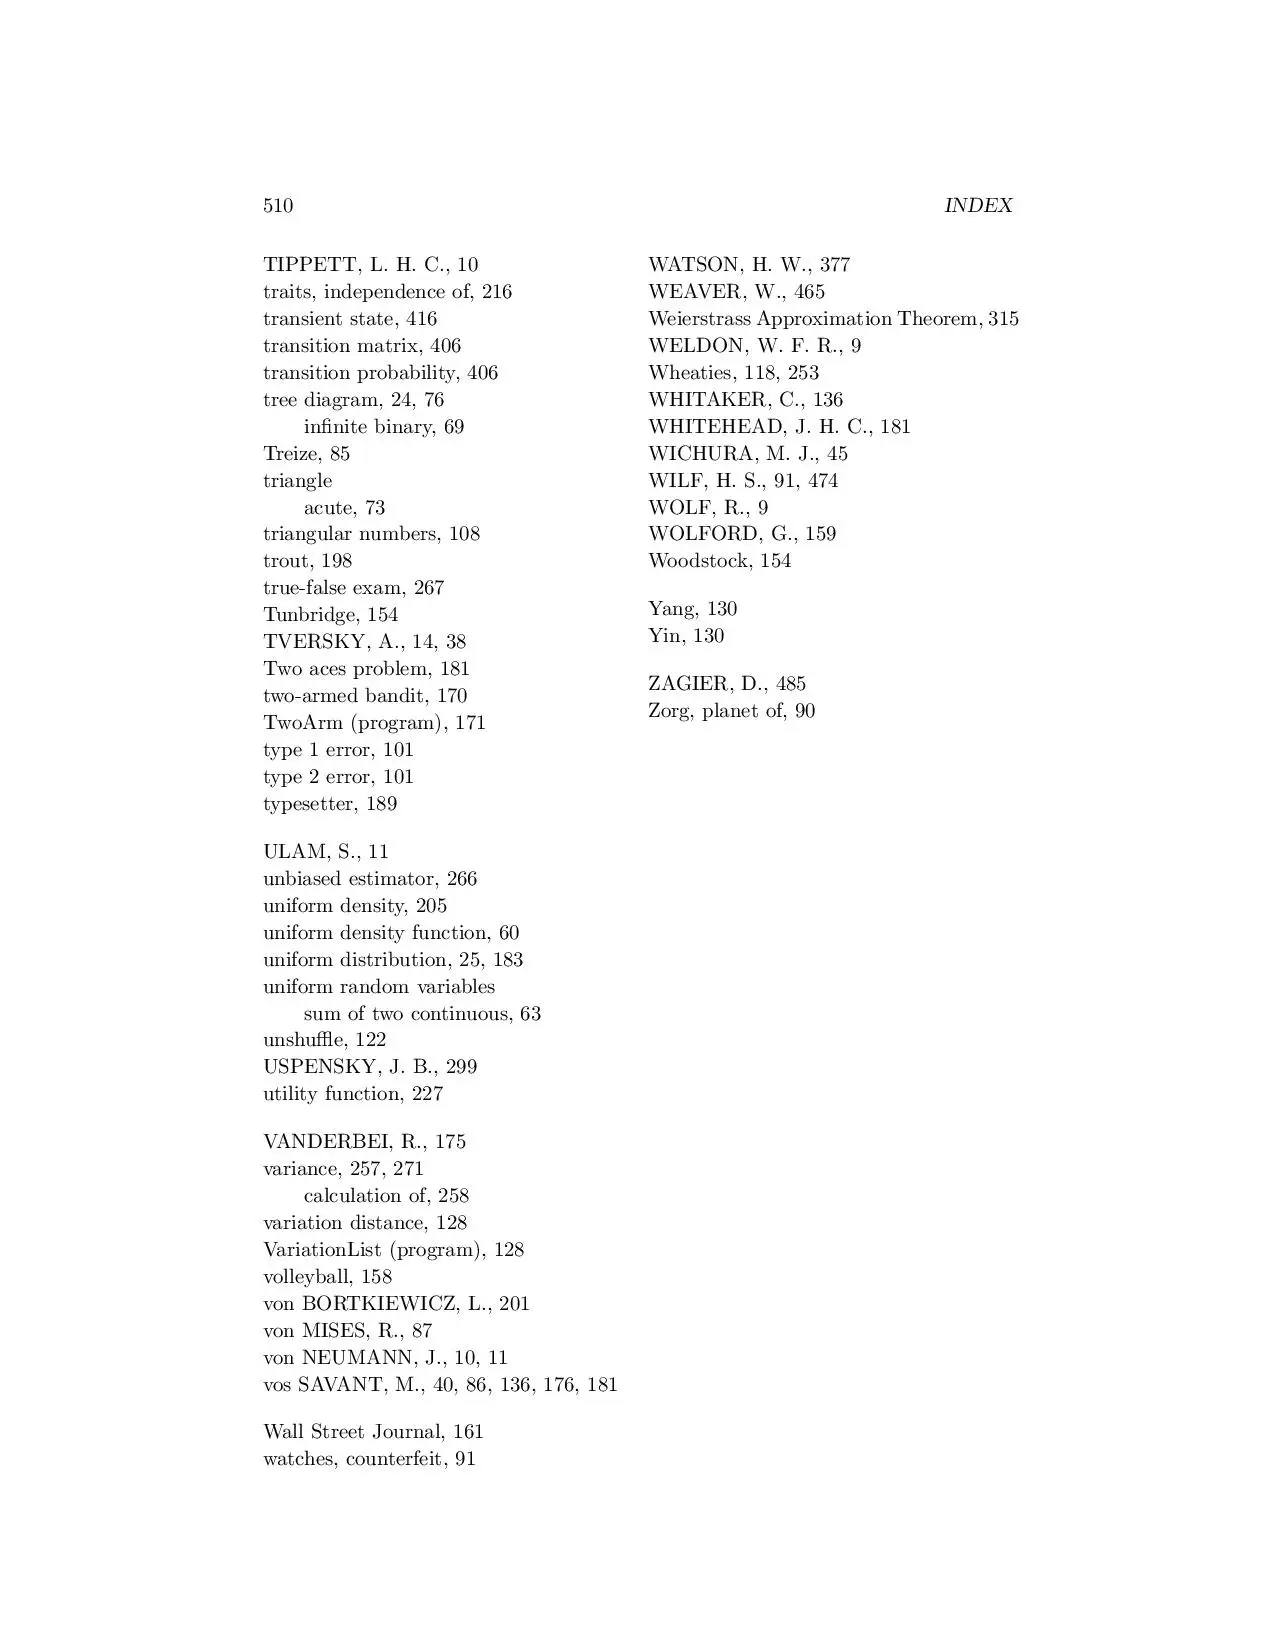 510 INDEX
TIPPETT, L. H. C., 10
traits, independence of, 216
transient state, 416
transition matrix, 406
transition probability, 406
tree diagram, 24, 76
infinite binary, 69
Treize, 85
triangle
acute, 73
triangular numbers, 108
trout, 198
true-false exam, 267
Tunbridge, 154
TVERSKY, A., 14, 38
Two aces problem, 181
two-armed bandit, 170
TwoArm (program), 171
type 1 error, 101
type 2 error, 101
typesetter, 189
ULAM, S., 11
unbiased estimator, 266
uniform density, 205
uniform density function, 60
uniform distribution, 25, 183
uniform random variables
sum of two continuous, 63
unshuffle, 122
USPENSKY, J. B., 299
utility function, 227
VANDERBEI, R., 175
variance, 257, 271
calculation of, 258
variation distance, 128
VariationList (program), 128
volleyball, 158
von BORTKIEWICZ, L., 201
von MISES, R., 87
von NEUMANN, J., 10, 11
vos SAVANT, M., 40, 86, 136, 176, 181
Wall Street Journal, 161
watches, counterfeit, 91
WATSON, H. W., 377
WEAVER, W., 465
Weierstrass Approximation Theorem, 315
WELDON, W. F. R., 9
Wheaties, 118, 253
WHITAKER, C., 136
WHITEHEAD, J. H. C., 181
WICHURA, M. J., 45
WILF, H. S., 91, 474
WOLF, R., 9
WOLFORD, G., 159
Woodstock, 154
Yang, 130
Yin, 130
ZAGIER, D., 485
Zorg, planet of, 90